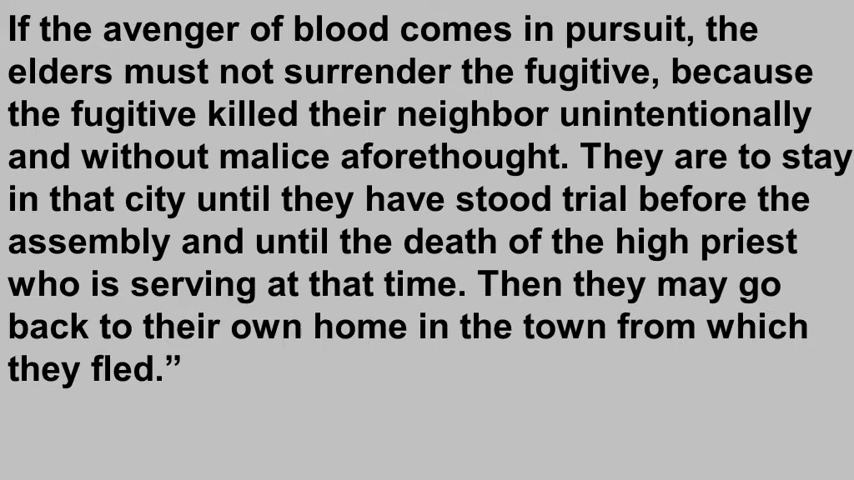 If the avenger of blood comes in pursuit, the
elders must not surrender the fugitive, because
the fugitive killed their neighbor unintentionally
and without malice aforethought. They are to stay
in that city until they have stood trial before the
assembly and until the death of the high priest
who is serving at that time. Then they may go
back to their own home in the town from which
they fled.”